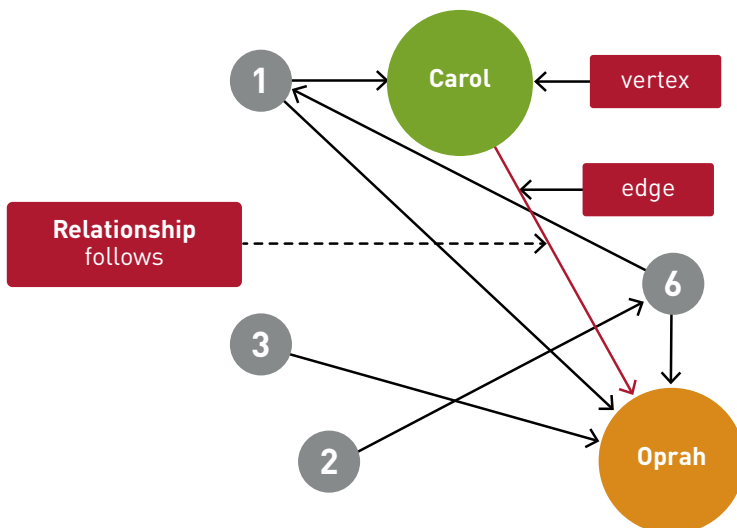 1
Carol
vertex
edge
Relationship
follows
6
3
2
Oprah